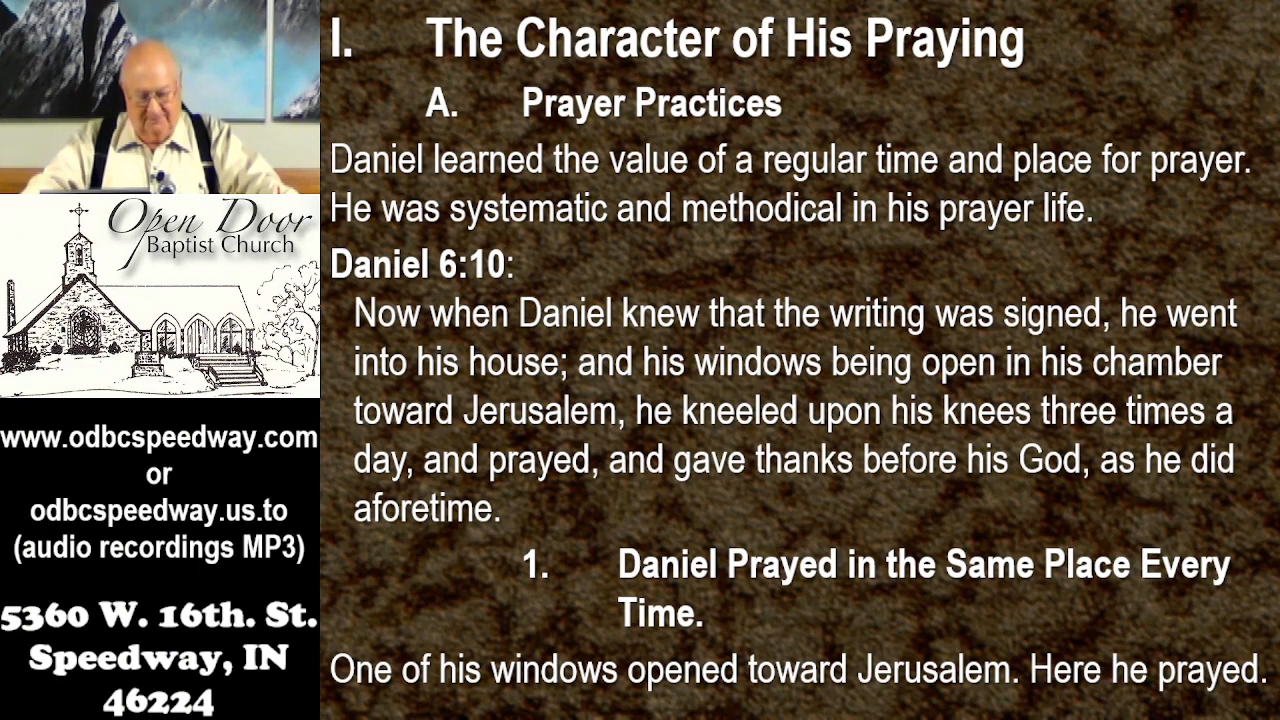 I. The Character of His Praying
A. Prayer Practices
Daniel learned the value of a regular time and place for prayer.
He was systematic and methodical in his prayer life.
Daniel 6:10:
Now when Daniel knew that the writing was signed, he went
into his house; and his windows being open in his chamber
toward Jerusalem, he kneeled upon his knees three times a
day, and prayed, and gave thanks before his God, as he did
aforetime.
1. Daniel Prayed in the Same Place Every
Time.
One of his windows opened toward Jerusalem. Here he prayed.
Open Door
Baptist Church
www.odbcspeedway.com
or
odbcspeedway.us.to
(audio recordings MP3)
5360 W. 16th. St.
Speedway, IN
46224